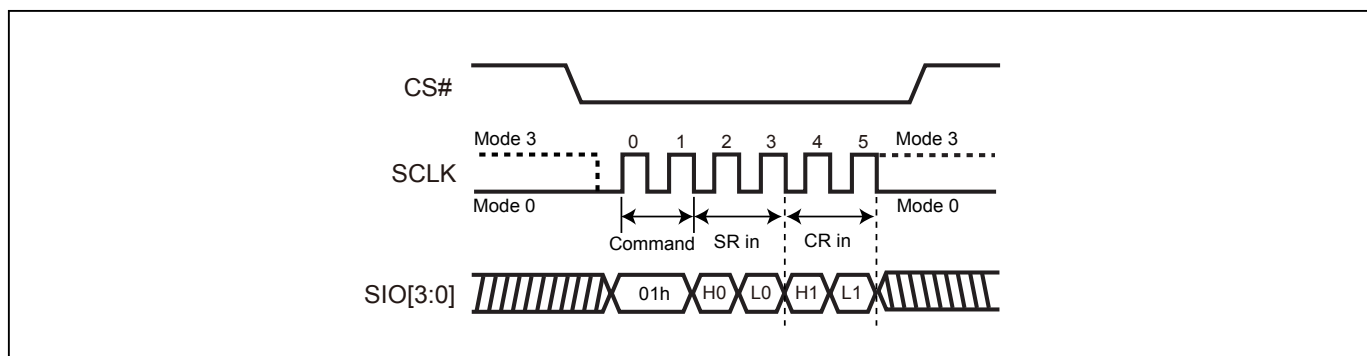 CS#
Mode 3
0 1 2 3 4 5
Mode 3
SCLK
Mode 0
Mode 0
Command
SR in
CR in
SIO[3:0]
01h
H0
L0
H1
L1